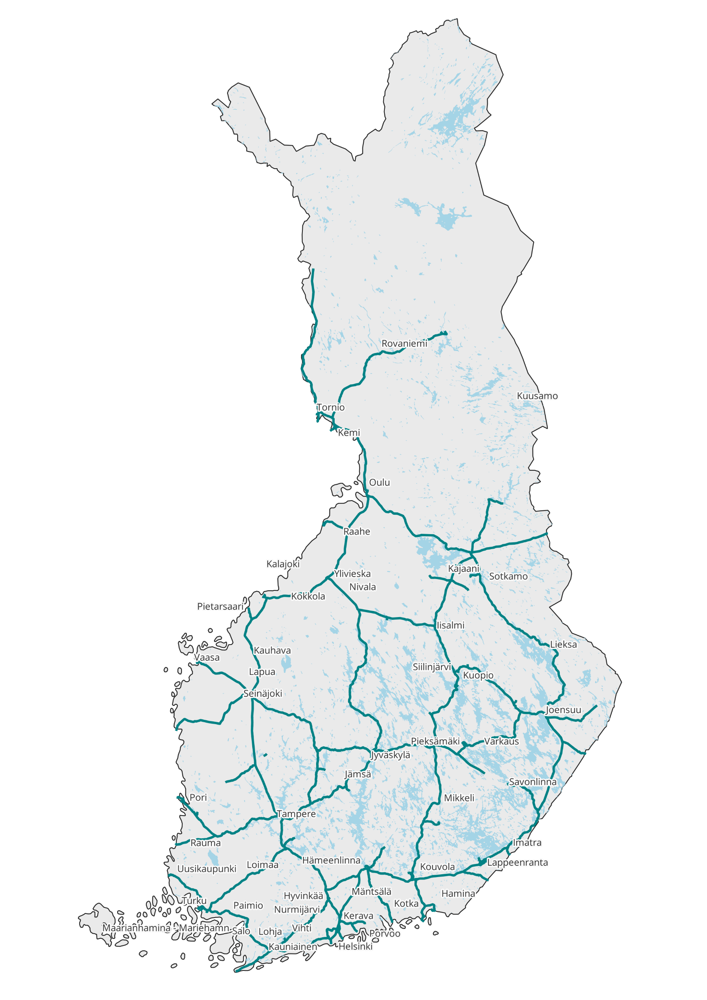 Rovaniemi
Kuusamo
Tornio
Kemi
Oulu
Raahe
Kalajoki
Kajaani
Ylivieska
Sotkamo
Nivala
Kokkola
Pietarsaari
Iisalmi
Lieksa
Kauhava
Vaasa
Siilinjärvi
Lapua
Kuopio
Seinäjoki
Joensuu
Pieksämäki
Varkaus
Jyväskylä
Jämsä
Savonlinna
Pori
Mikkeli
Tampere
Rauma
Imatra
Hämeenlinna
Lappeenranta
Loimaa
Kouvola
Uusikaupunki
Mäntsälä
Hamina
Hyvinkää
Turku
Kotka
Paimio
Nurmijärvi
Kerava
Maarianhamina - Mariehamn
Vihti
Salo
Lohja
Porvoo
Kauniainen
Helsinki